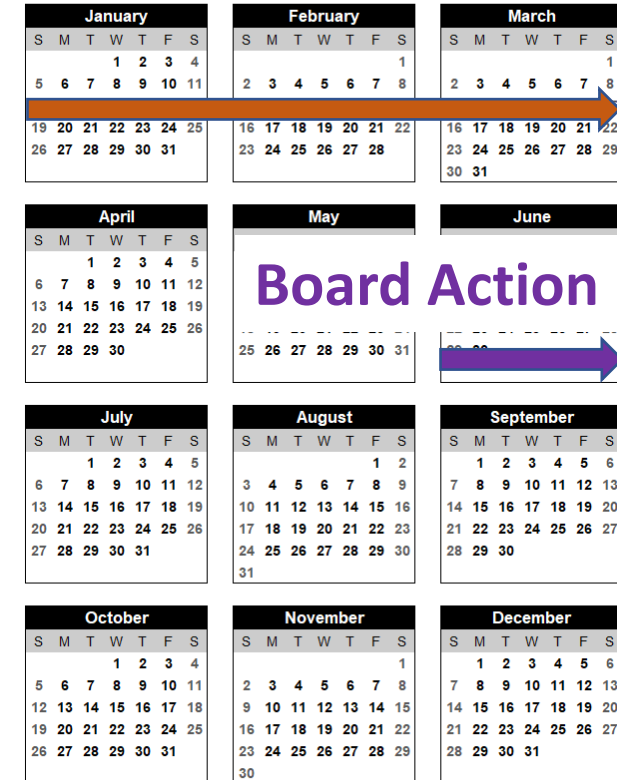 January
S M T W T F S
1 2 3 4
5 6 7 8 9 10 11
19 20 21 22 23 24 25
26 27 28 29 30 31
February
S M T W T F S
1
2 3 4 5 6 7 8
16 17 18 19 20 21 22
23 24 25 26 27 28
March
S M T W T F S
1
2 3 4 5 6 7 8
16 17 18 19 20 21 22
23 24 25 26 27 28 29
30 31
April
S M T W T F S
1 2 3 4 5
6 7 8 9 10 11 12
13 14 15 16 17 18 19
20 21 22 23 24 25 26
27 28 29 30
May
June
Board Action
25 26 27 28 29 30 31
July
S M T W T F S
1 2 3 4 5
6 7 8 9 10 11 12
13 14 15 16 17 18 19
20 21 22 23 24 25 26
27 28 29 30 31
August
S M T W T F S
1 2
3 4 5 6 7 8 9
10 11 12 13 14 15 16
17 18 19 20 21 22 23
24 25 26 27 28 29 30
31
September
S M T W T F S
1 2 3 4 5 6
7 8 9 10 11 12 13
14 15 16 17 18 19 20
21 22 23 24 25 26 27
28 29 30
October
S M T W T F S
1 2 3 4
5 6 7 8 9 10 11
12 13 14 15 16 17 18
19 20 21 22 23 24 25
26 27 28 29 30 31
November
S M T W T F S
1
2 3 4 5 6 7 8
9 10 11 12 13 14 15
16 17 18 19 20 21 22
23 24 25 26 27 28 29
30
December
S M T W T F S
1 2 3 4 5 6
7 8 9 10 11 12 13
14 15 16 17 18 19 20
21 22 23 24 25 26 27
28 29 30 31